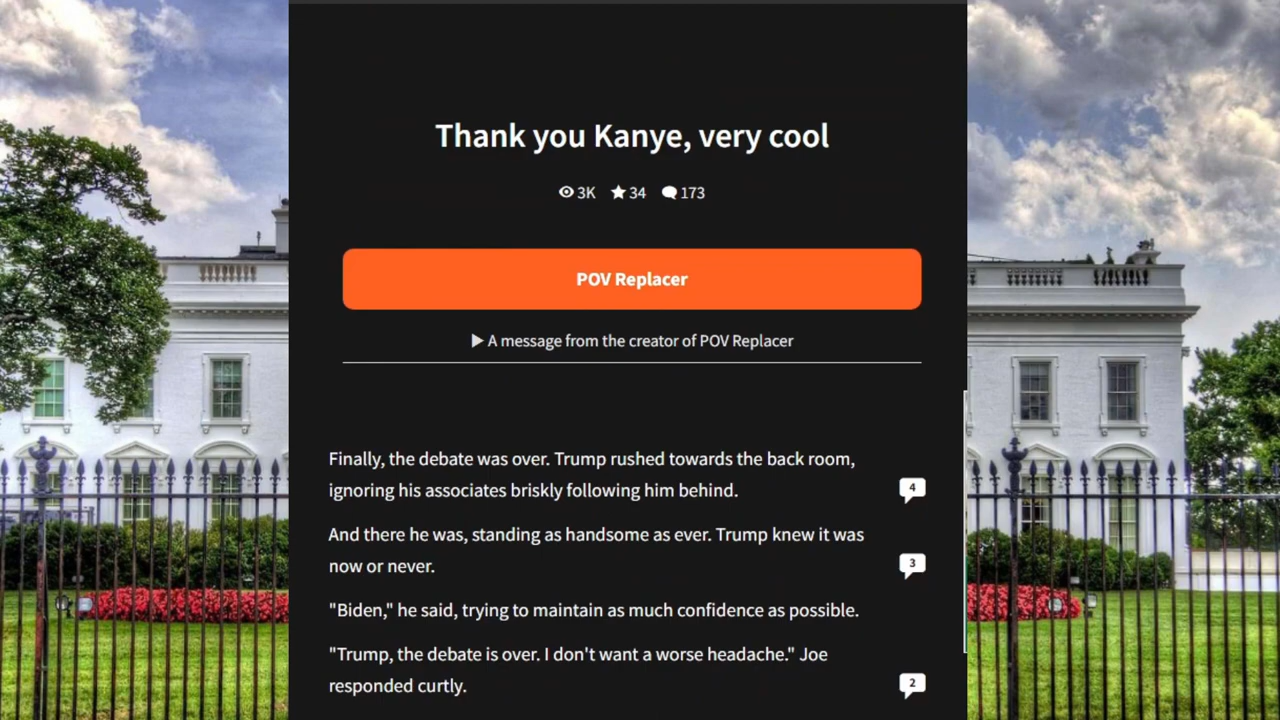 Thank you Kanye, very cool
3K 34 173
POV Replacer
▶ A message from the creator of POV Replacer
Finally, the debate was over. Trump rushed towards the back room,
ignoring his associates briskly following him behind.
4
And there he was, standing as handsome as ever. Trump knew it was
now or never.
3
"Biden," he said, trying to maintain as much confidence as possible.
"Trump, the debate is over. I don't want a worse headache." Joe
responded curtly.
2